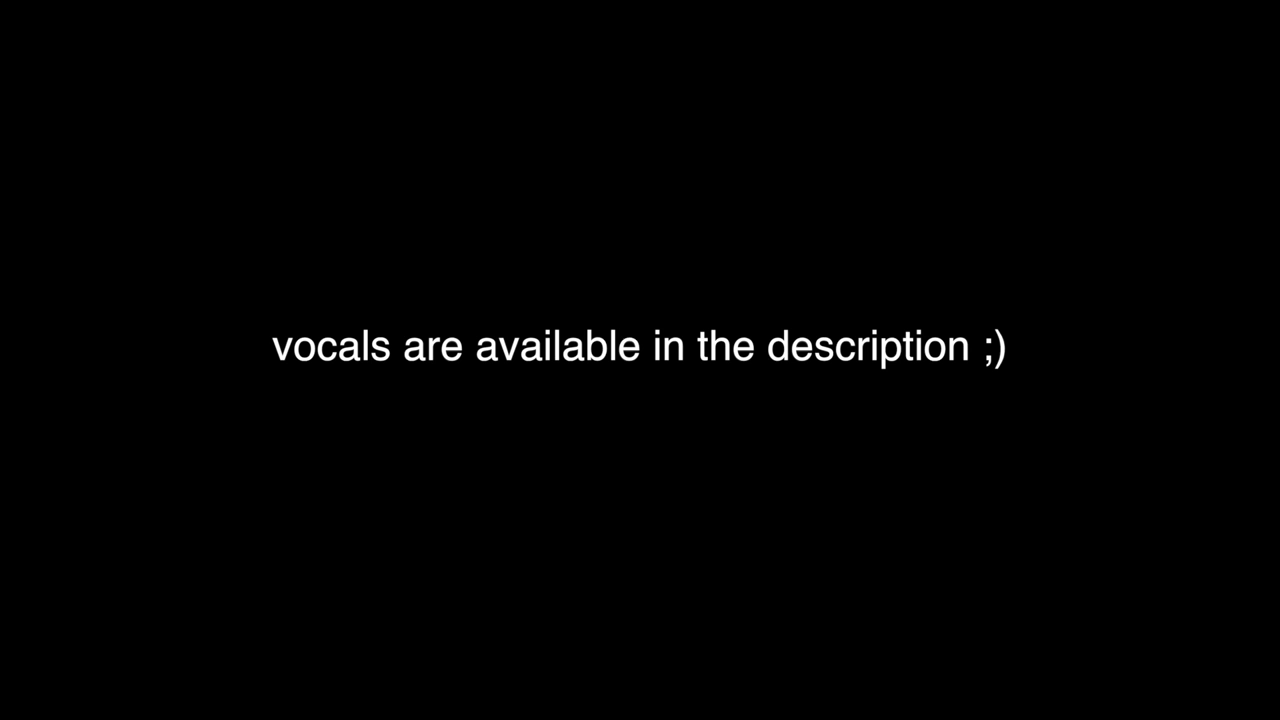 vocals are available in the description ;)